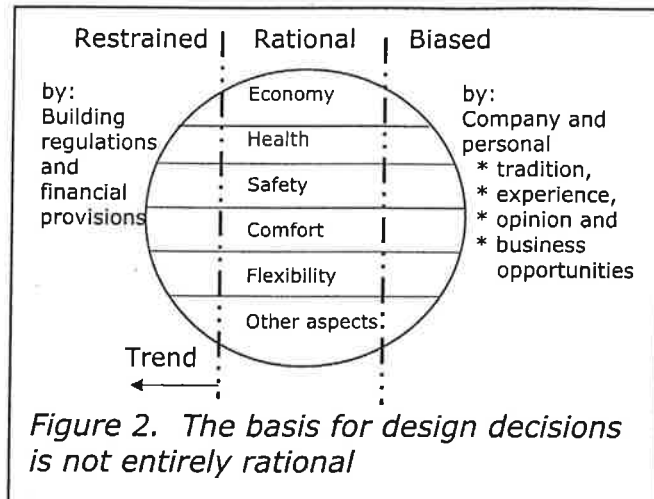 Restrained Rational Biased
by:
Building
regulations
and
financial
provisions
Economy
Health
Safety
Comfort
Flexibility
Other aspects
by:
Company and
personal
* tradition,
* experience,
* opinion and
* business
opportunities
Trend
Figure 2. The basis for design decisions
is not entirely rational